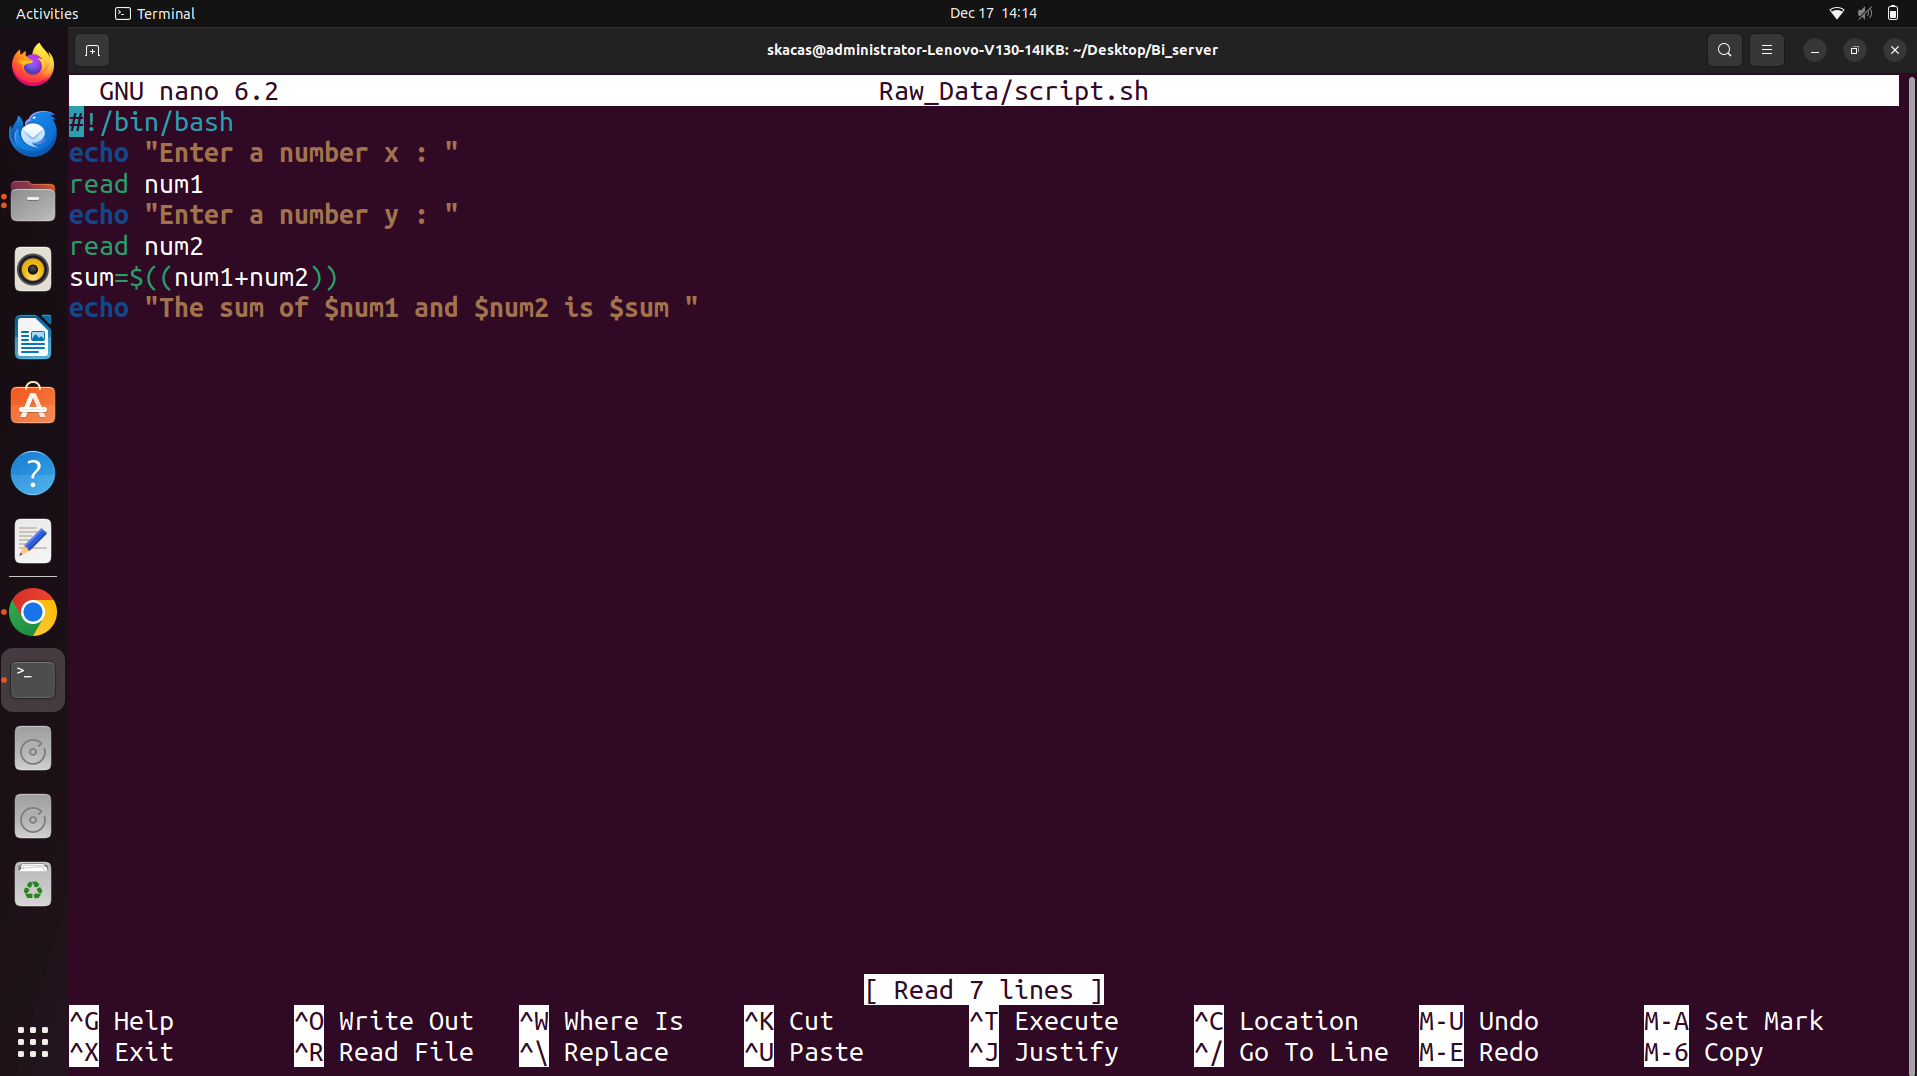 Activities Terminal Dec 17 14:14
skacas@administrator-Lenovo-V130-14IKB: ~/Desktop/Bi_server
GNU nano 6.2 Raw_Data/script.sh
#!/bin/bash
echo "Enter a number x : "
read num1
echo "Enter a number y : "
read num2
sum=$((num1+num2))
echo "The sum of $num1 and $num2 is $sum "
[ Read 7 lines ]
^G Help ^O Write Out ^W Where Is ^K Cut ^T Execute ^C Location M-U Undo M-A Set Mark
^X Exit ^R Read File ^\ Replace ^U Paste ^J Justify ^/ Go To Line M-E Redo M-6 Copy